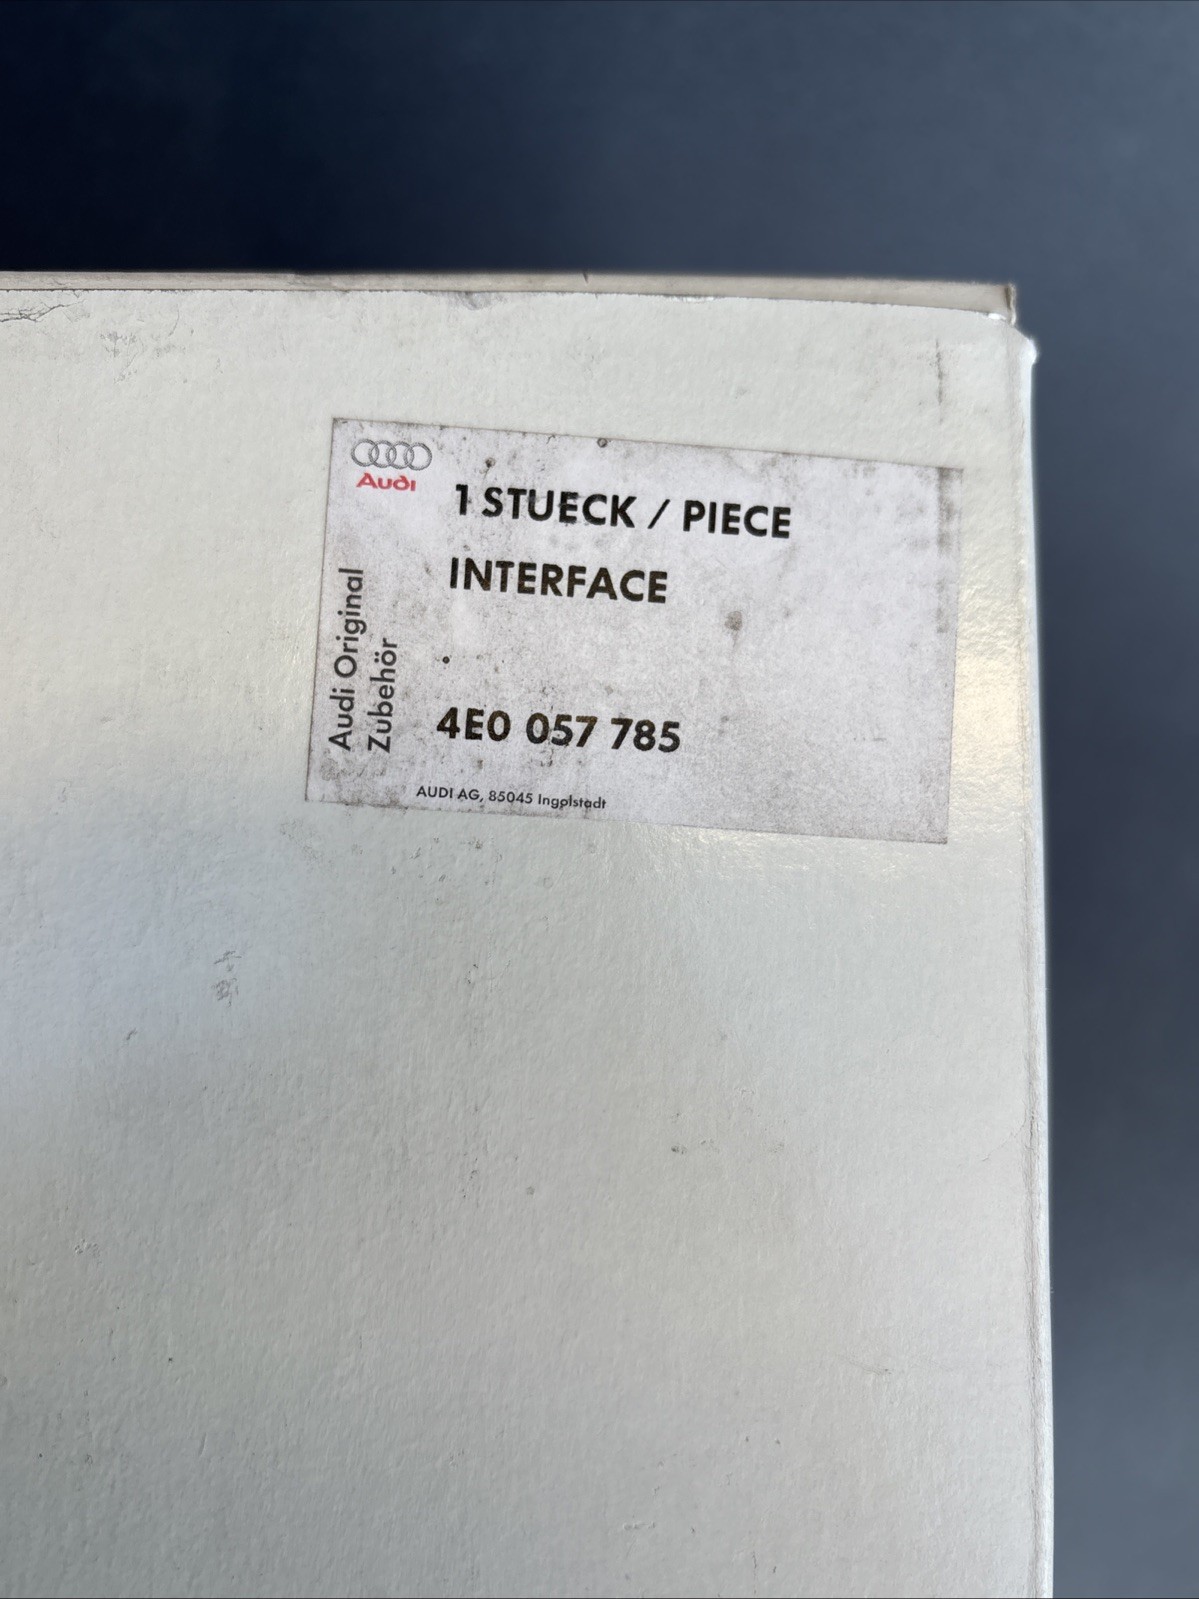 Audi
1 STUECK / PIECE
INTERFACE
Audi Original
Zubehör
4E0 057 785
AUDI AG, 85045 Ingolstadt